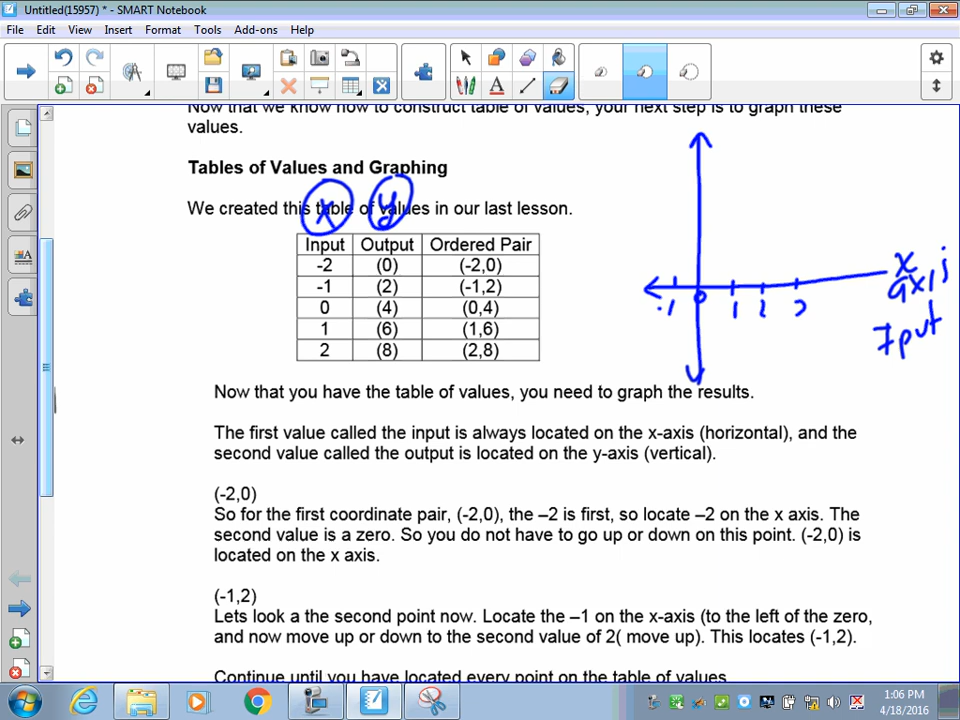 Untitled(15957) * - SMART Notebook
File Edit View Insert Format Tools Add-ons Help
Now that we know how to construct table of values, your next step is to graph these
values.
Tables of Values and Graphing
x y
We created this table of values in our last lesson.
Input Output Ordered Pair
-2 (0) (-2,0)
-1 (2) (-1,2)
0 (4) (0,4)
1 (6) (1,6)
2 (8) (2,8)
x
axis
Iput
-1 0 1 2 3
Now that you have the table of values, you need to graph the results.
The first value called the input is always located on the x-axis (horizontal), and the
second value called the output is located on the y-axis (vertical).
(-2,0)
So for the first coordinate pair, (-2,0), the –2 is first, so locate –2 on the x axis. The
second value is a zero. So you do not have to go up or down on this point. (-2,0) is
located on the x axis.
(-1,2)
Lets look a the second point now. Locate the –1 on the x-axis (to the left of the zero,
and now move up or down to the second value of 2( move up). This locates (-1,2).
Continue until you have located every point on the table of values
1:06 PM
4/18/2016